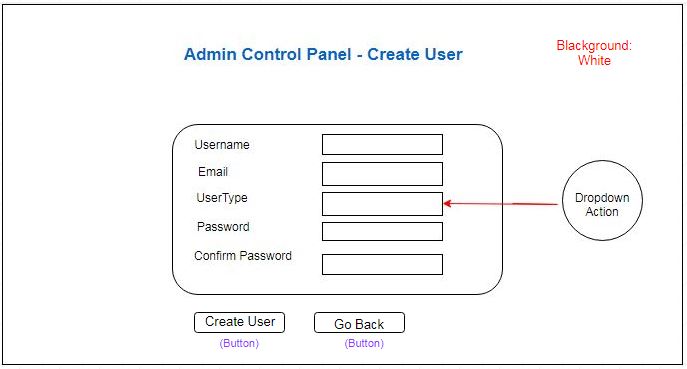 Admin Control Panel - Create User
Blackground:
White
Username
Email
UserType
Dropdown
Action
Password
Confirm Password
Create User
Go Back
(Button)
(Button)